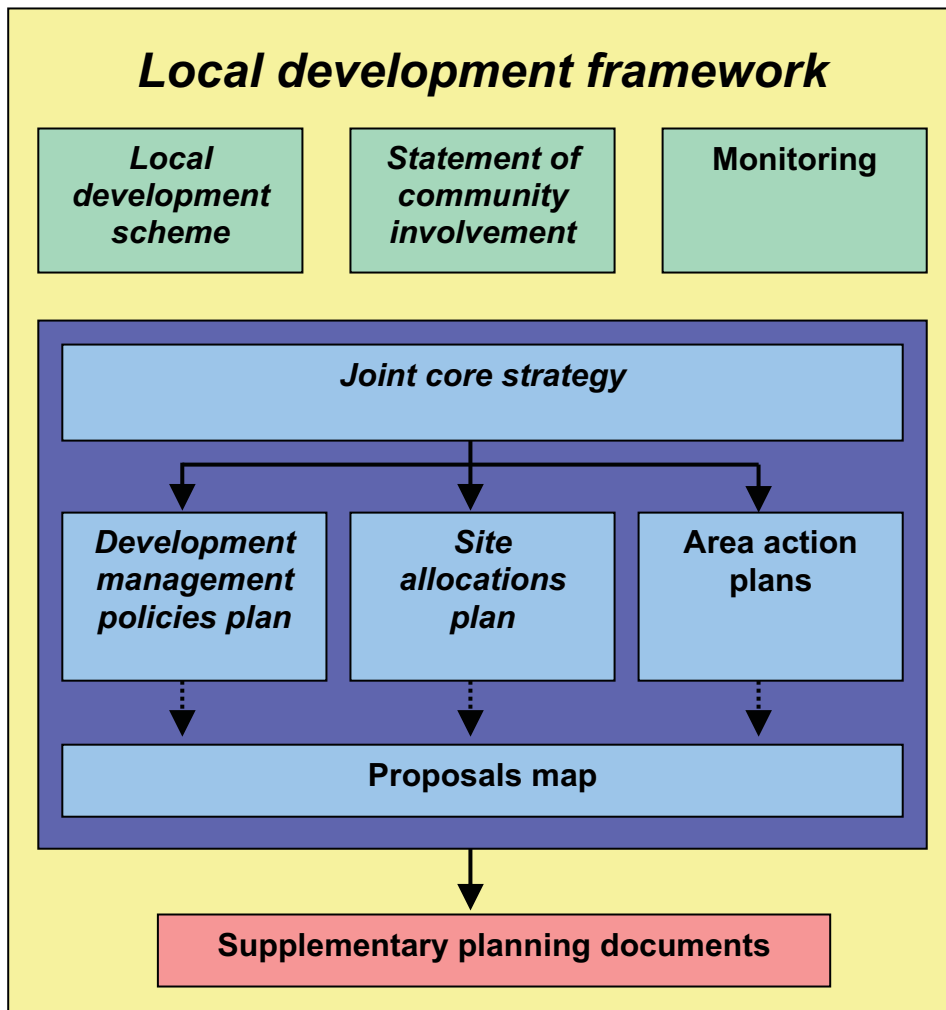 Local development framework
Local
development
scheme
Statement of
community
involvement
Monitoring
Joint core strategy
Development
management
policies plan
Site
allocations
plan
Area action
plans
Proposals map
Supplementary planning documents